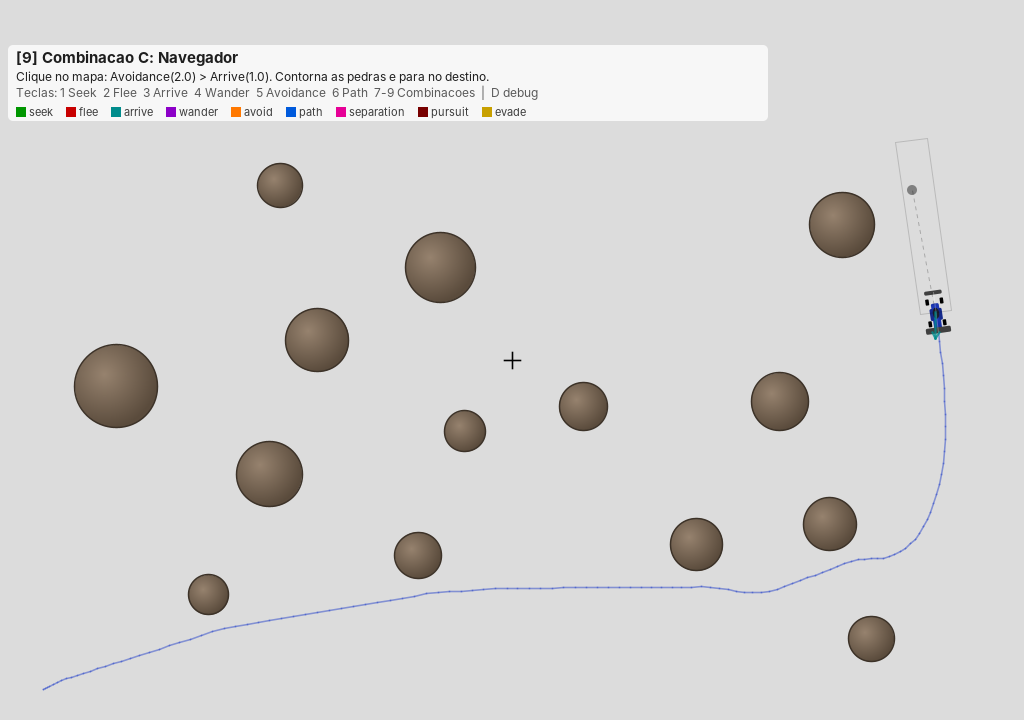 [9] Combinacao C: Navegador
Clique no mapa: Avoidance(2.0) > Arrive(1.0). Contorna as pedras e para no destino.
Teclas: 1 Seek  2 Flee  3 Arrive  4 Wander  5 Avoidance  6 Path  7-9 Combinacoes  |  D debug
seek flee arrive wander avoid path separation pursuit evade